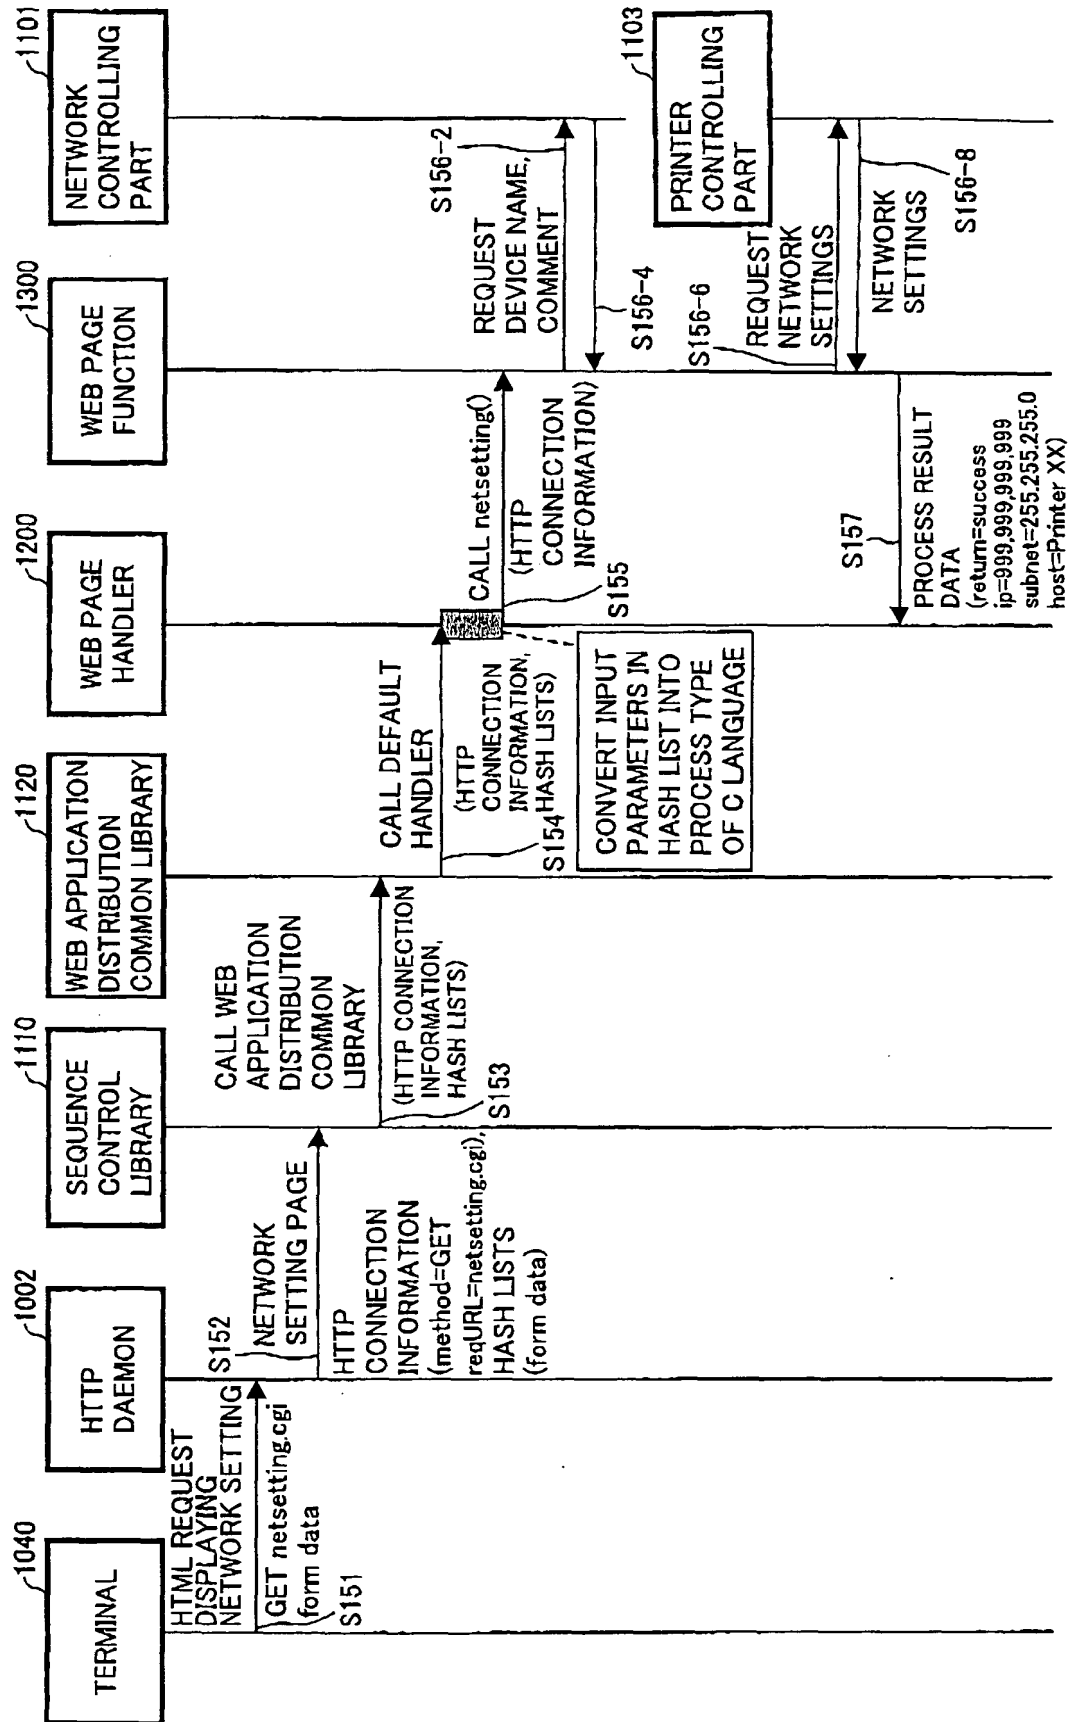 1040
TERMINAL
1002
HTTP
DAEMON
1110
SEQUENCE
CONTROL
LIBRARY
1120
WEB APPLICATION
DISTRIBUTION
COMMON LIBRARY
1200
WEB PAGE
HANDLER
1300
WEB PAGE
FUNCTION
1101
NETWORK
CONTROLLING
PART
HTML REQUEST
DISPLAYING
NETWORK SETTING
GET netsetting.cgi
form data
S151
S152
NETWORK
SETTING PAGE
HTTP
CONNECTION
INFORMATION
(method=GET
reqURL=netsetting.cgi),
HASH LISTS
(form data)
CALL WEB
APPLICATION
DISTRIBUTION
COMMON
LIBRARY
(HTTP CONNECTION
INFORMATION,
HASH LISTS)
S153
CALL DEFAULT
HANDLER
(HTTP
CONNECTION
INFORMATION,
HASH LISTS)
S154
CONVERT INPUT
PARAMETERS IN
HASH LIST INTO
PROCESS TYPE
OF C LANGUAGE
CALL netsetting()
(HTTP
CONNECTION
INFORMATION)
S155
S156-2
REQUEST
DEVICE NAME,
COMMENT
S156-4
1103
PRINTER
CONTROLLING
PART
S156-6
REQUEST
NETWORK
SETTINGS
NETWORK
SETTINGS
S156-8
S157
PROCESS RESULT
DATA
(return=success
ip=999,999,999,999
subnet=255.255.255.0
host=Printer XX)